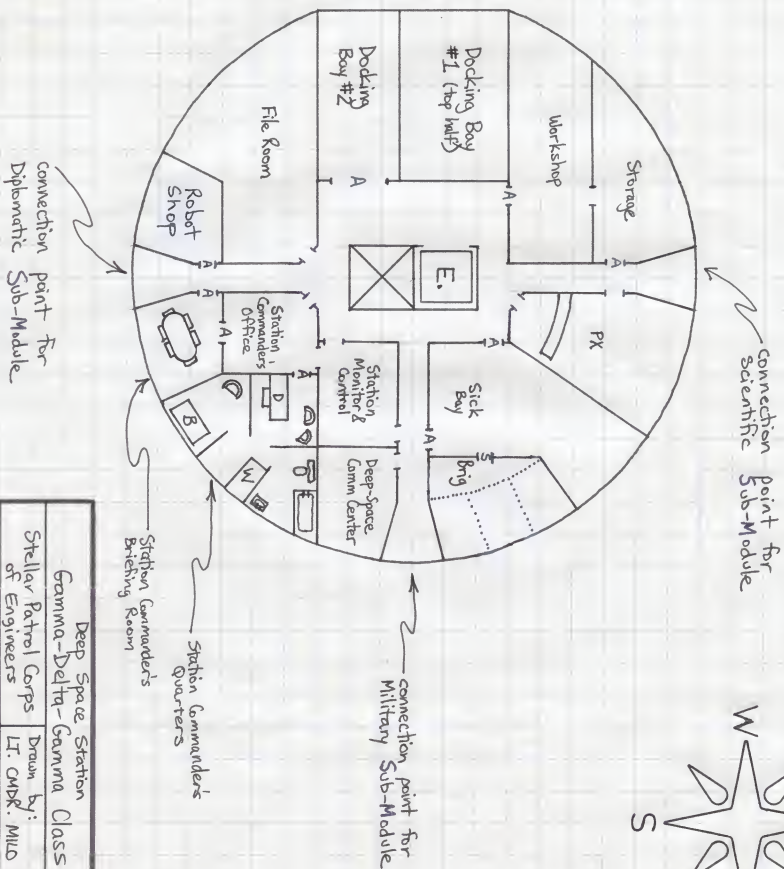 connection point for
Scientific
Sub-Module
Storage
A
Workshop
A
PX
Docking Bay
#1 (top half)
Docking
Bay #2
A
E.
A
Sick
Bay
S
Brig
A
File Room
Station
Monitor &
Control
Deep-Space
Comm Center
Robot
Shop
A
A
Station
Commander's
Office
A
A
D
B
W
connection point for
Diplomatic Sub-Module
Station Commander's
Briefing Room
Station Commander's
Quarters
connection point for
Military Sub-Module
W
S
Deep Space Station
Gamma-Delta-Gamma Class
Stellar Patrol Corps
of Engineers
Drawn by:
LT. CMDR. MILO